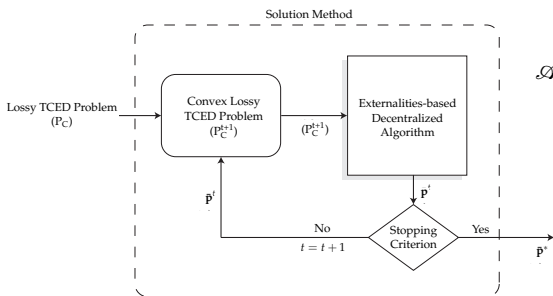 Solution Method
𝒜
Lossy TCED Problem
(P_C)
Convex Lossy
TCED Problem
(P_C^{t+1})
(P_C^{t+1})
Externalities-based
Decentralized
Algorithm
p̄^t
p^t
No
t = t + 1
Stopping
Criterion
Yes
p̄*